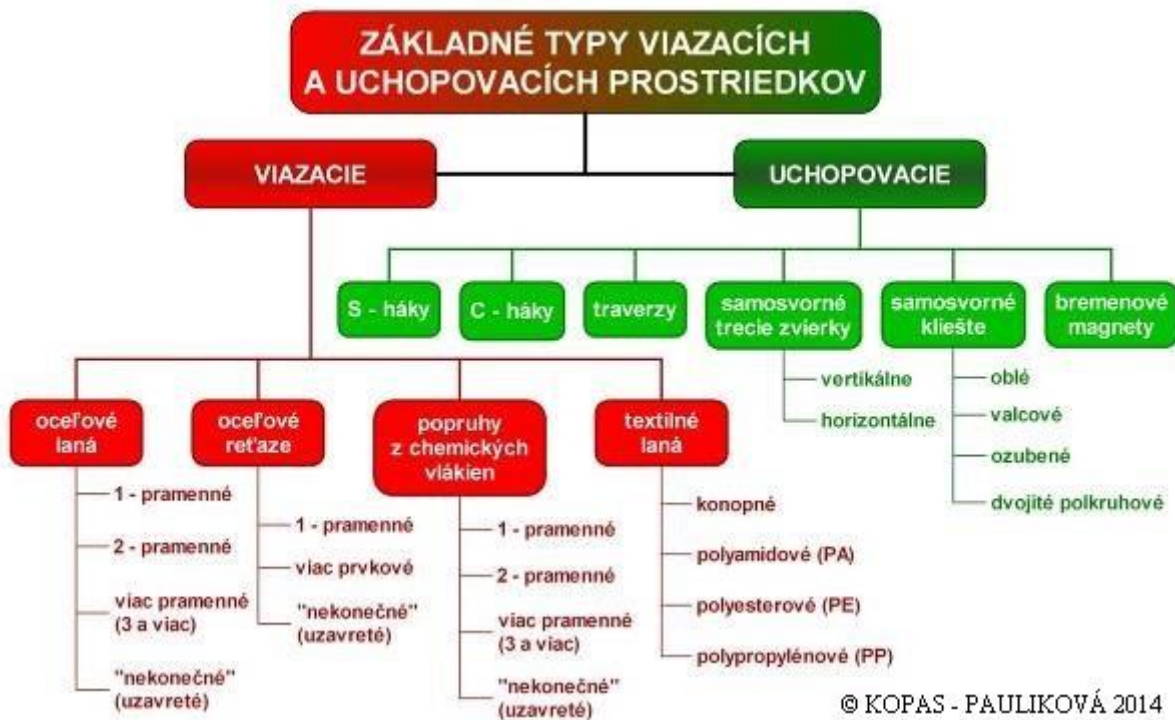 ZÁKLADNÉ TYPY VIAZACÍCH
A UCHOPOVACÍCH PROSTRIEDKOV
VIAZACIE
UCHOPOVACIE
S - háky
C - háky
traverzy
samosvorné
trecie zvierky
samosvorné
kliešte
bremenové
magnety
vertikálne
horizontálne
oblé
valcové
ozubené
dvojité polkruhové
oceľové
laná
oceľové
reťaze
popruhy
z chemických
vlákien
textilné
laná
1 - pramenné
2 - pramenné
viac pramenné
(3 a viac)
"nekonečné"
(uzavreté)
1 - pramenné
viac prvkové
"nekonečné"
(uzavreté)
1 - pramenné
2 - pramenné
viac pramenné
(3 a viac)
"nekonečné"
(uzavreté)
konopné
polyamidové (PA)
polyesterové (PE)
polypropylénové (PP)
© KOPAS - PAULIKOVÁ 2014